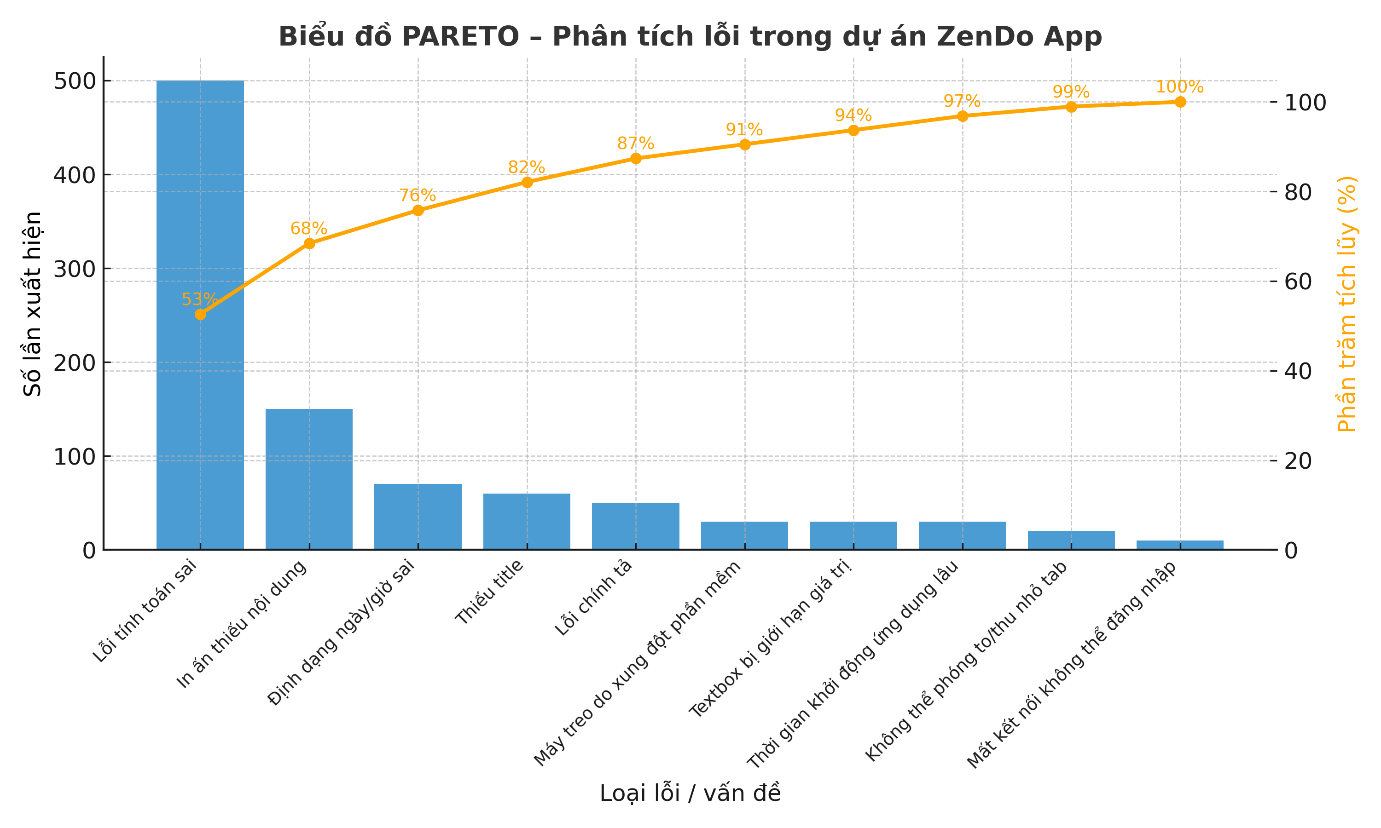 Biểu đồ PARETO – Phân tích lỗi trong dự án ZenDo App
Số lần xuất hiện
500
400
300
200
100
0
53%
68%
76%
82%
87%
91%
94%
97%
99%
100%
100
80
60
40
20
0
Phần trăm tích lũy (%)
Lỗi tính toán sai
In ấn thiếu nội dung
Định dạng ngày/giờ sai
Thiếu title
Lỗi chính tả
Máy treo do xung đột phần mềm
Textbox bị giới hạn giá trị
Thời gian khởi động ứng dụng lâu
Không thể phóng to/thu nhỏ tab
Mất kết nối không thể đăng nhập
Loại lỗi / vấn đề